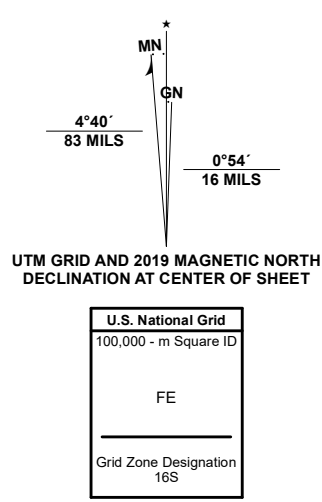 MN
GN
4°40´
83 MILS
0°54´
16 MILS
UTM GRID AND 2019 MAGNETIC NORTH
DECLINATION AT CENTER OF SHEET
U.S. National Grid
100,000 - m Square ID
FE
Grid Zone Designation
16S